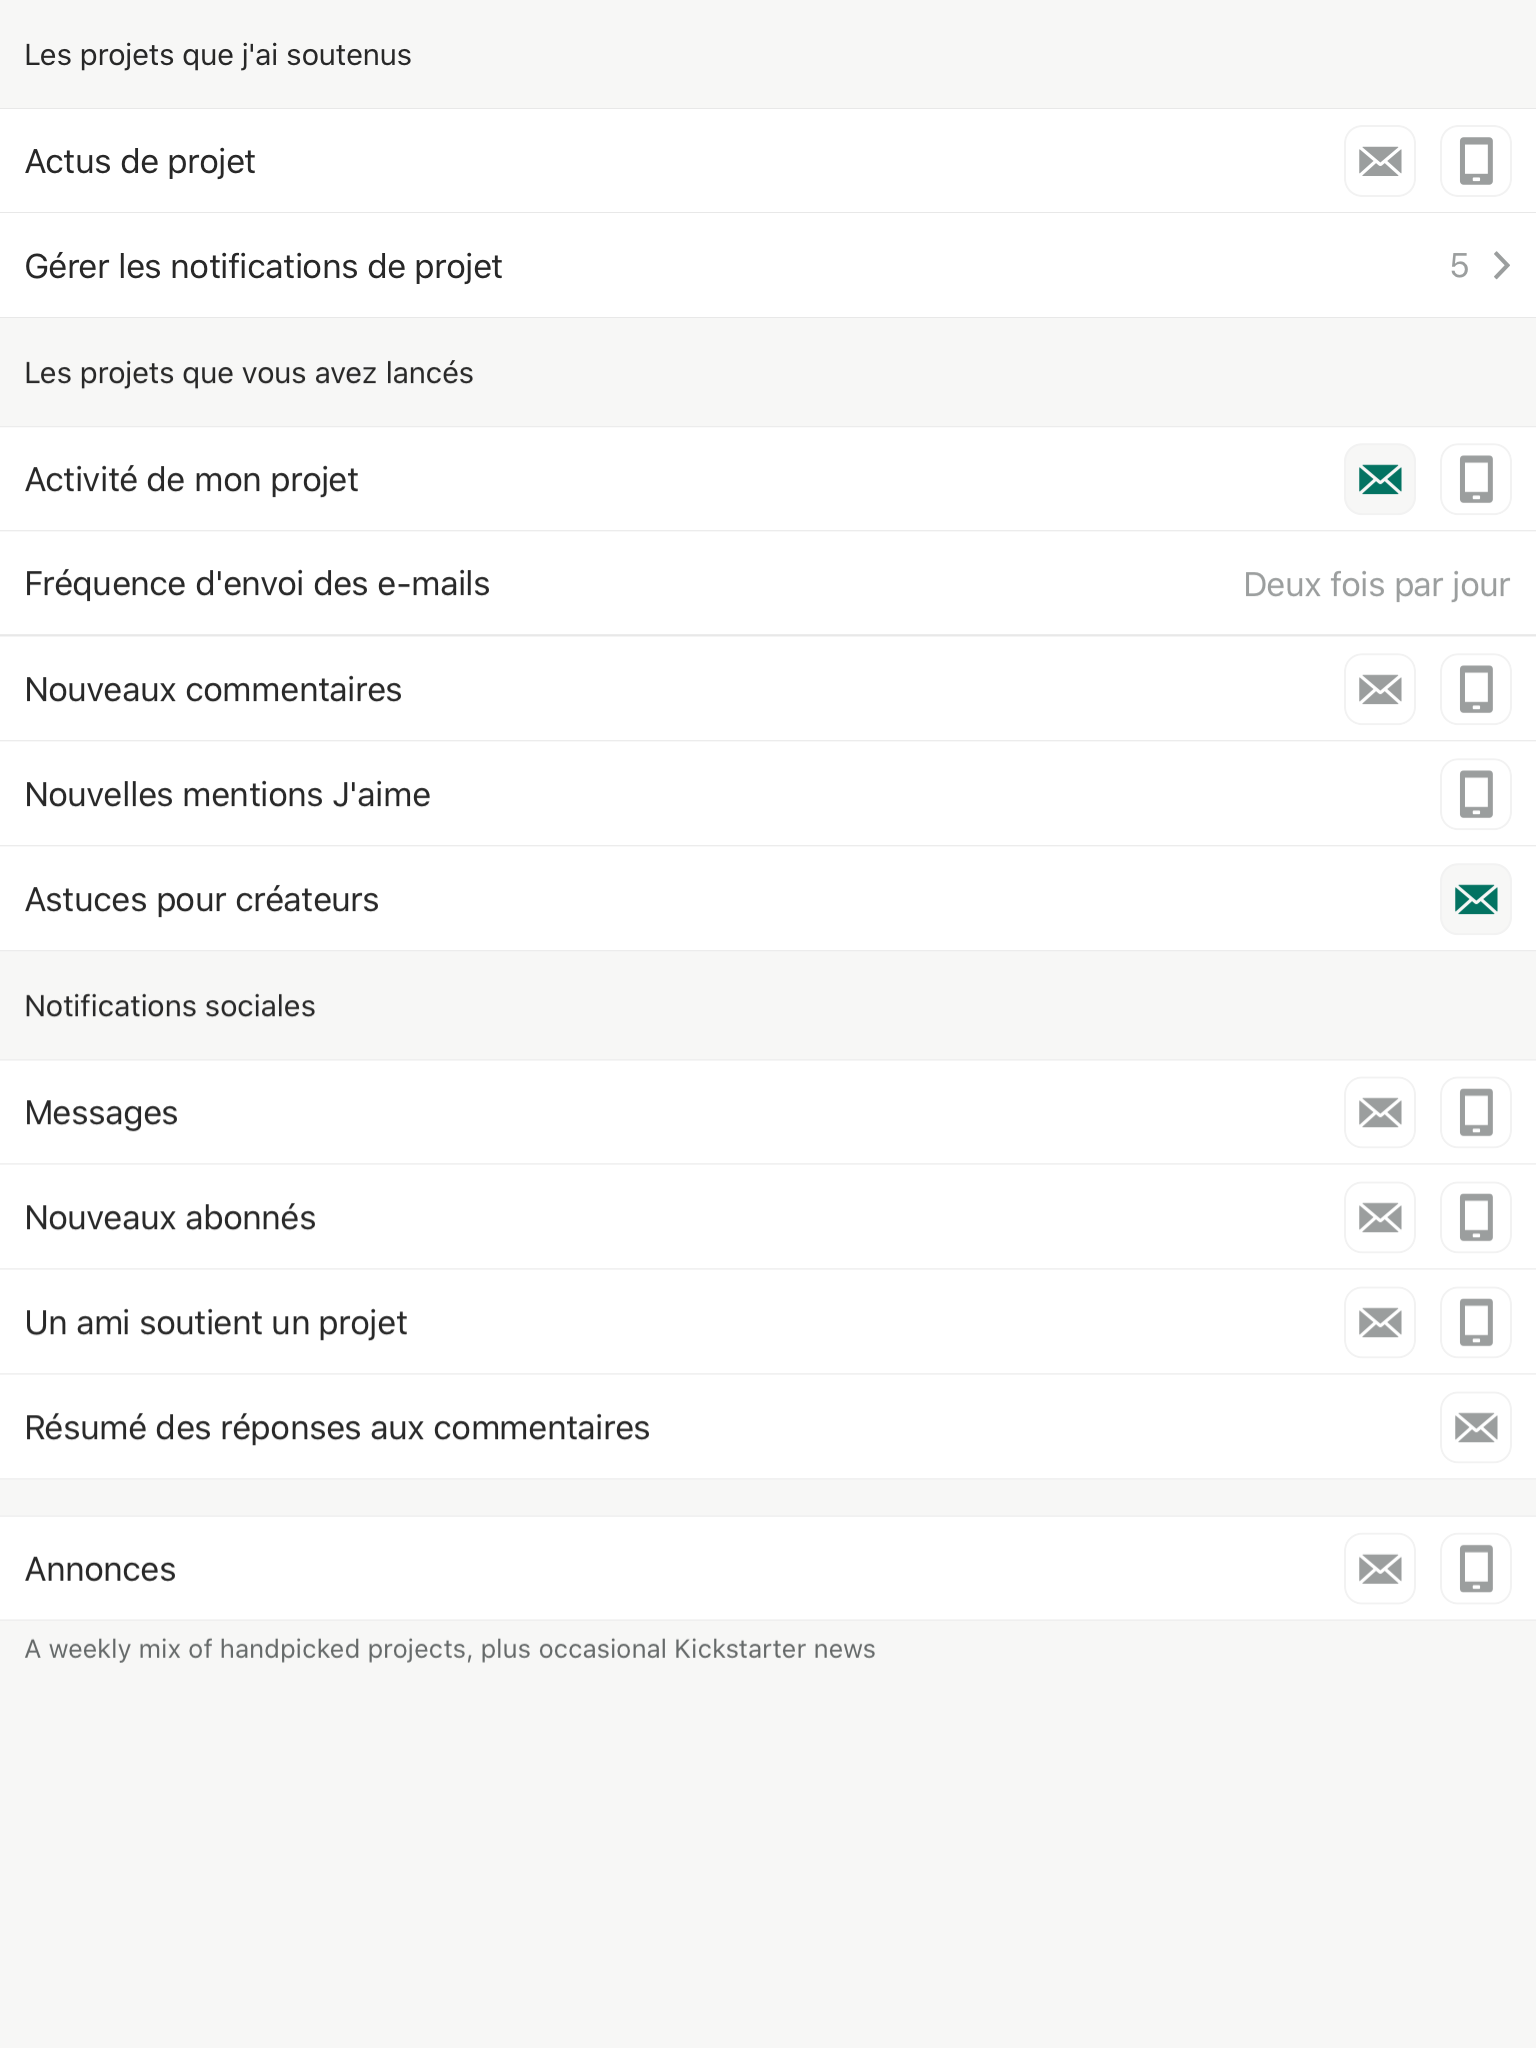 Les projets que j'ai soutenus
Actus de projet
Gérer les notifications de projet 5
Les projets que vous avez lancés
Activité de mon projet
Fréquence d'envoi des e-mails Deux fois par jour
Nouveaux commentaires
Nouvelles mentions J'aime
Astuces pour créateurs
Notifications sociales
Messages
Nouveaux abonnés
Un ami soutient un projet
Résumé des réponses aux commentaires
Annonces
A weekly mix of handpicked projects, plus occasional Kickstarter news